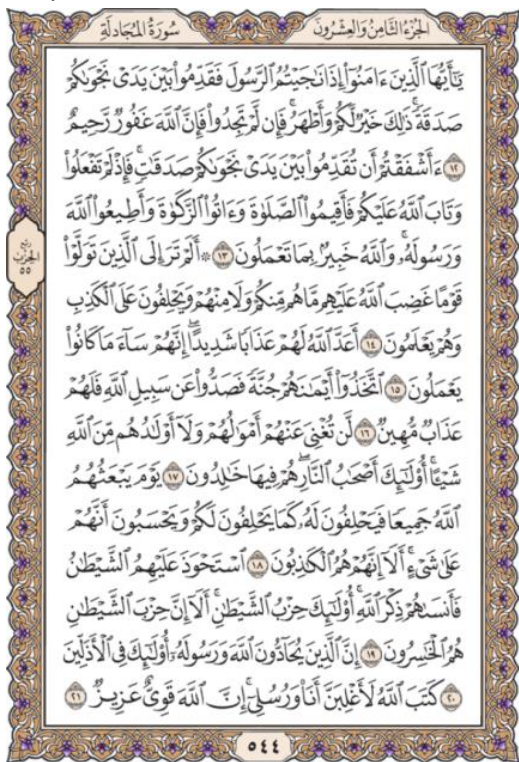 الجزء الثامن والعشرون
سورة المجادلة
يَٰٓأَيُّهَا ٱلَّذِينَ ءَامَنُوٓا۟ إِذَا نَٰجَيْتُمُ ٱلرَّسُولَ فَقَدِّمُوا۟ بَيْنَ يَدَىْ نَجْوَىٰكُمْ
صَدَقَةً ۚ ذَٰلِكَ خَيْرٌ لَّكُمْ وَأَطْهَرُ ۚ فَإِن لَّمْ تَجِدُوا۟ فَإِنَّ ٱللَّهَ غَفُورٌ رَّحِيمٌ
١٢ ءَأَشْفَقْتُمْ أَن تُقَدِّمُوا۟ بَيْنَ يَدَىْ نَجْوَىٰكُمْ صَدَقَٰتٍ ۚ فَإِذْ لَمْ تَفْعَلُوا۟
وَتَابَ ٱللَّهُ عَلَيْكُمْ فَأَقِيمُوا۟ ٱلصَّلَوٰةَ وَءَاتُوا۟ ٱلزَّكَوٰةَ وَأَطِيعُوا۟ ٱللَّهَ
وَرَسُولَهُۥ ۚ وَٱللَّهُ خَبِيرٌۢ بِمَا تَعْمَلُونَ ١٣ ۞ أَلَمْ تَرَ إِلَى ٱلَّذِينَ تَوَلَّوْا۟
ربع
الحزب
٥٥
قَوْمًا غَضِبَ ٱللَّهُ عَلَيْهِم مَّا هُم مِّنكُمْ وَلَا مِنْهُمْ وَيَحْلِفُونَ عَلَى ٱلْكَذِبِ
وَهُمْ يَعْلَمُونَ ١٤ أَعَدَّ ٱللَّهُ لَهُمْ عَذَابًا شَدِيدًا ۖ إِنَّهُمْ سَآءَ مَا كَانُوا۟
يَعْمَلُونَ ١٥ ٱتَّخَذُوٓا۟ أَيْمَٰنَهُمْ جُنَّةً فَصَدُّوا۟ عَن سَبِيلِ ٱللَّهِ فَلَهُمْ
عَذَابٌ مُّهِينٌ ١٦ لَّن تُغْنِىَ عَنْهُمْ أَمْوَٰلُهُمْ وَلَآ أَوْلَٰدُهُم مِّنَ ٱللَّهِ
شَيْـًٔا ۚ أُو۟لَٰٓئِكَ أَصْحَٰبُ ٱلنَّارِ ۖ هُمْ فِيهَا خَٰلِدُونَ ١٧ يَوْمَ يَبْعَثُهُمُ
ٱللَّهُ جَمِيعًا فَيَحْلِفُونَ لَهُۥ كَمَا يَحْلِفُونَ لَكُمْ ۖ وَيَحْسَبُونَ أَنَّهُمْ
عَلَىٰ شَىْءٍ ۚ أَلَآ إِنَّهُمْ هُمُ ٱلْكَٰذِبُونَ ١٨ ٱسْتَحْوَذَ عَلَيْهِمُ ٱلشَّيْطَٰنُ
فَأَنسَىٰهُمْ ذِكْرَ ٱللَّهِ ۚ أُو۟لَٰٓئِكَ حِزْبُ ٱلشَّيْطَٰنِ ۚ أَلَآ إِنَّ حِزْبَ ٱلشَّيْطَٰنِ
هُمُ ٱلْخَٰسِرُونَ ١٩ إِنَّ ٱلَّذِينَ يُحَآدُّونَ ٱللَّهَ وَرَسُولَهُۥٓ أُو۟لَٰٓئِكَ فِى ٱلْأَذَلِّينَ
٢٠ كَتَبَ ٱللَّهُ لَأَغْلِبَنَّ أَنَا۠ وَرُسُلِىٓ ۚ إِنَّ ٱللَّهَ قَوِىٌّ عَزِيزٌ ٢١
٥٤٤